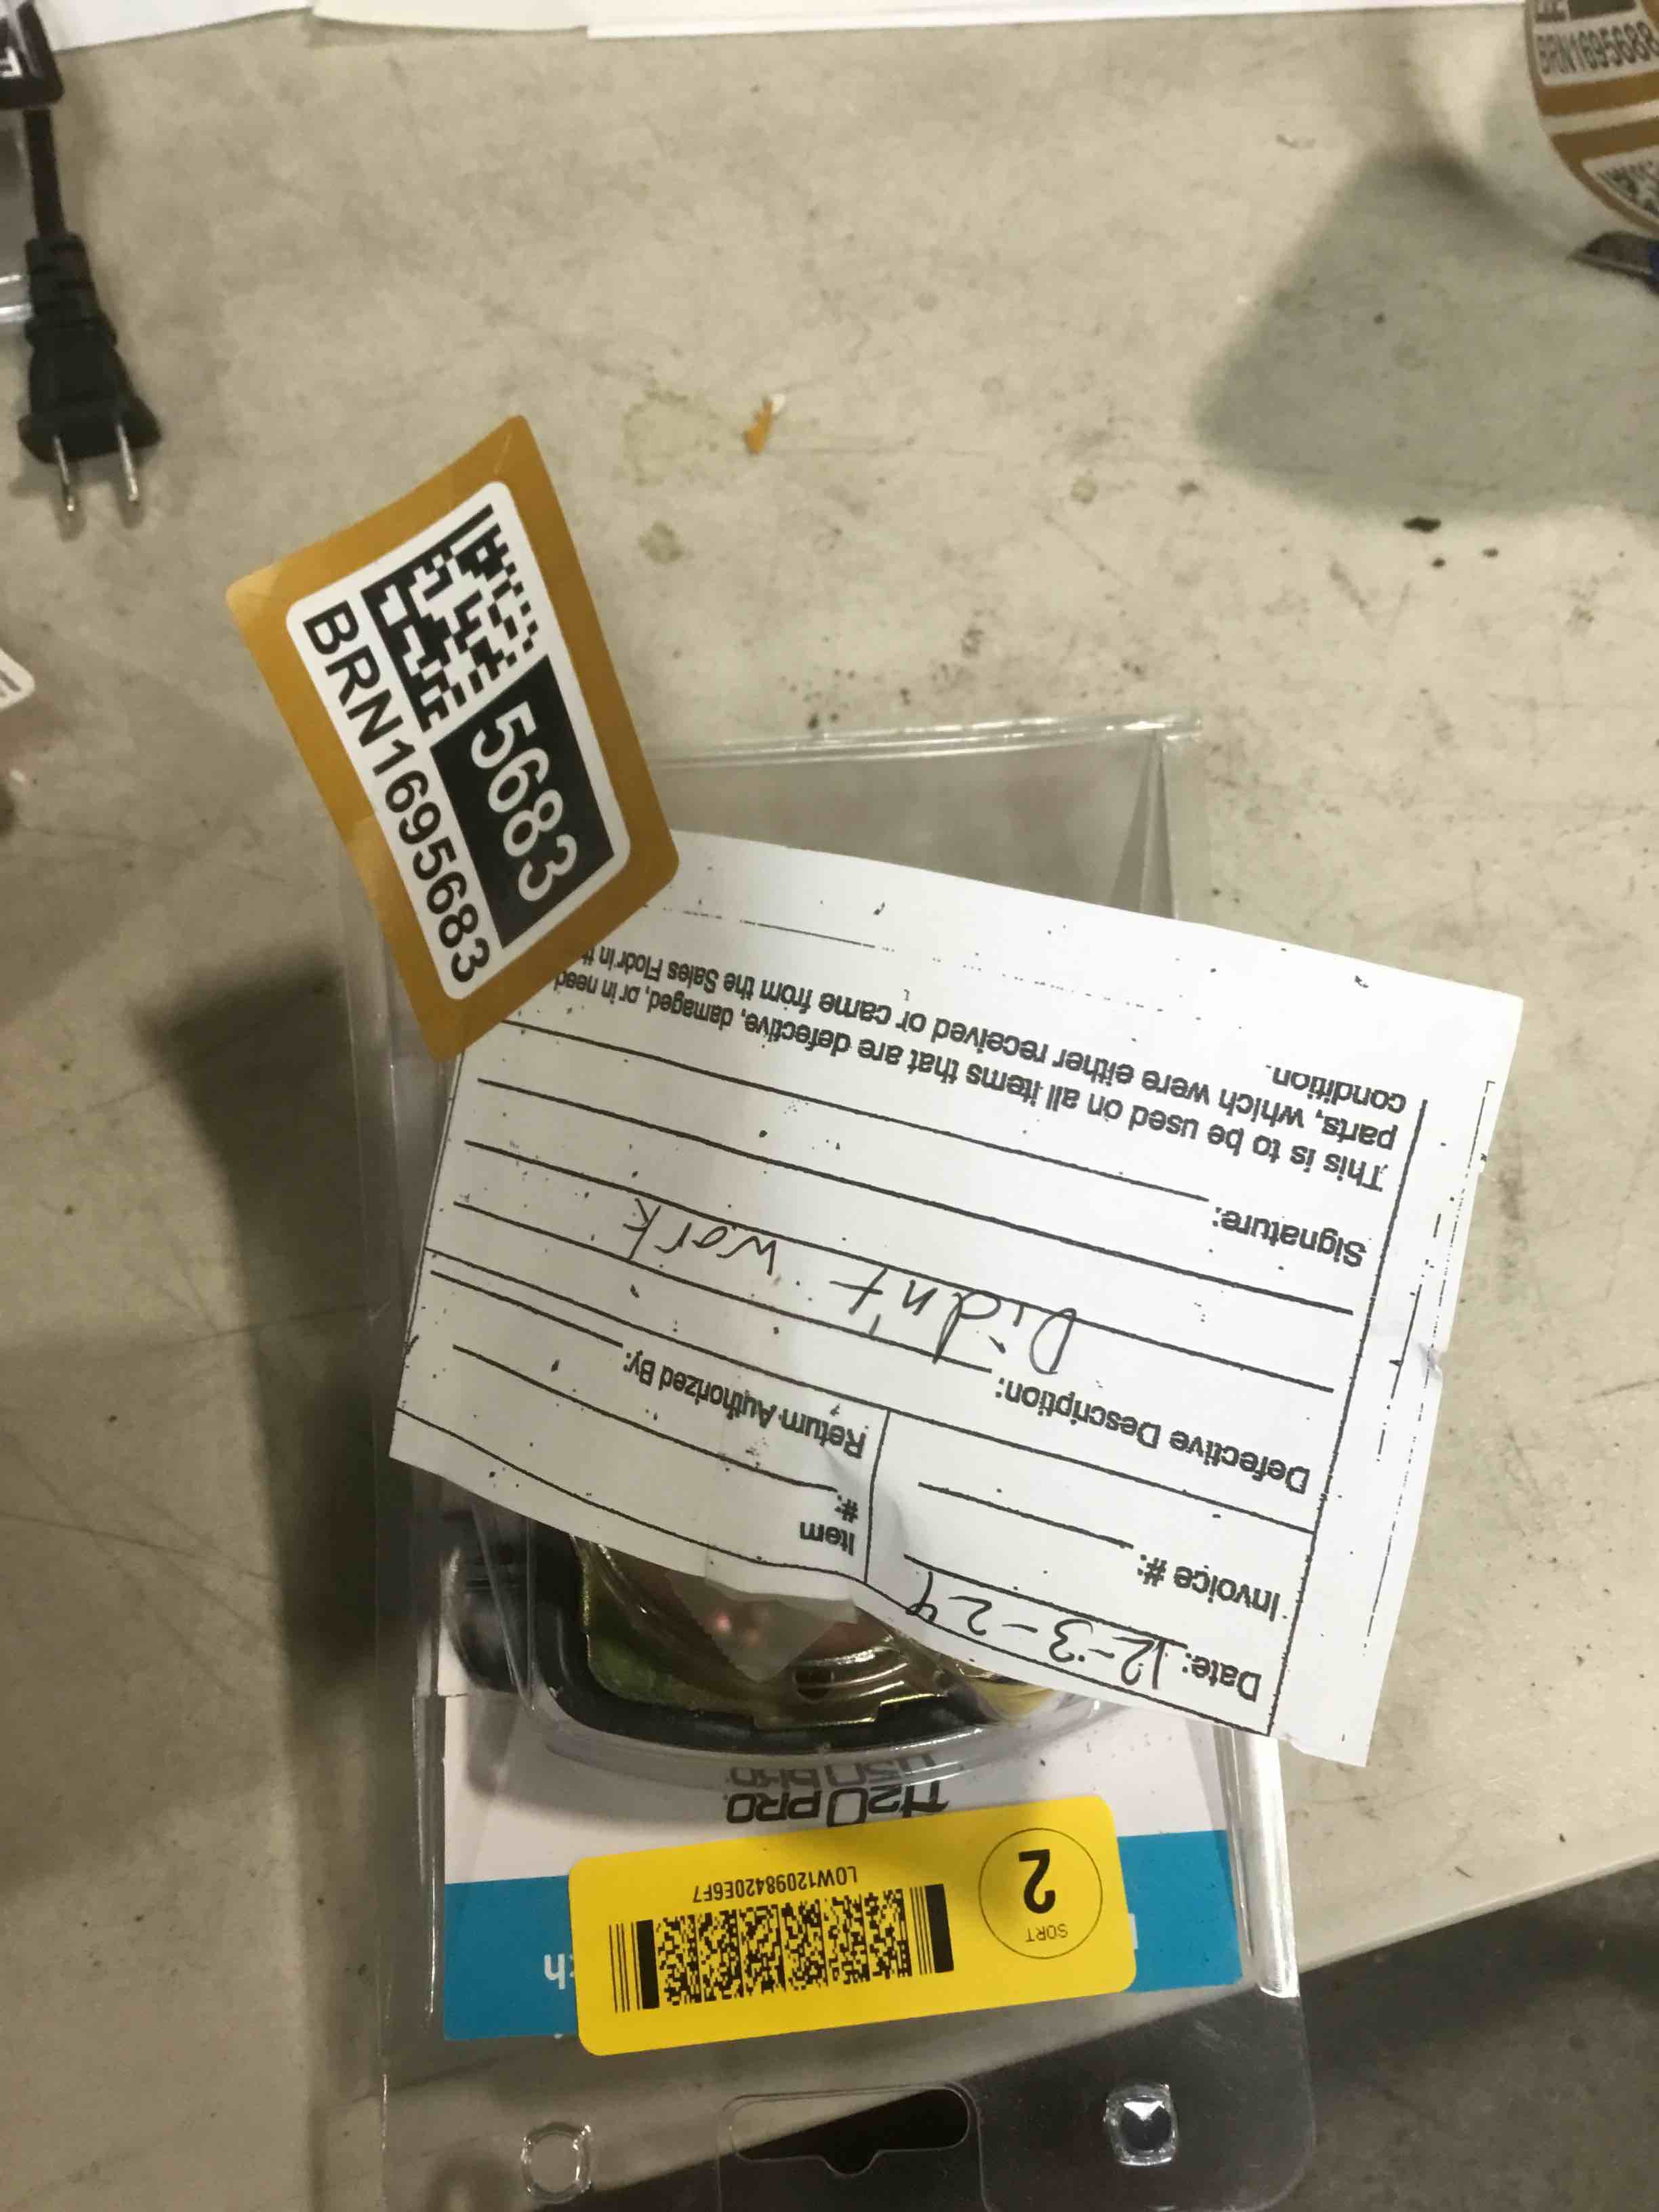 BRN1695688
BRN1695683
5683
Date: 12-3-24
Invoice #:
Item
#:
Return Authorized By:
Defective Description:
Didn't work
Signature:
This is to be used on all items that are defective, damaged, or in need
parts, which were either received or came from the Sales Floor in th
condition.
H2O PRO
SORT
2
LOW12098420E6F7